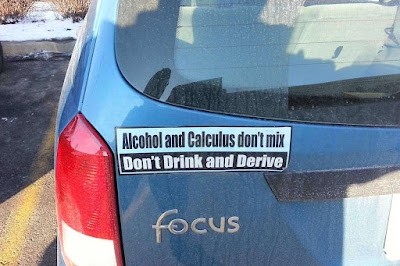 Alcohol and Calculus don't mix
Don't Drink and Derive
focus